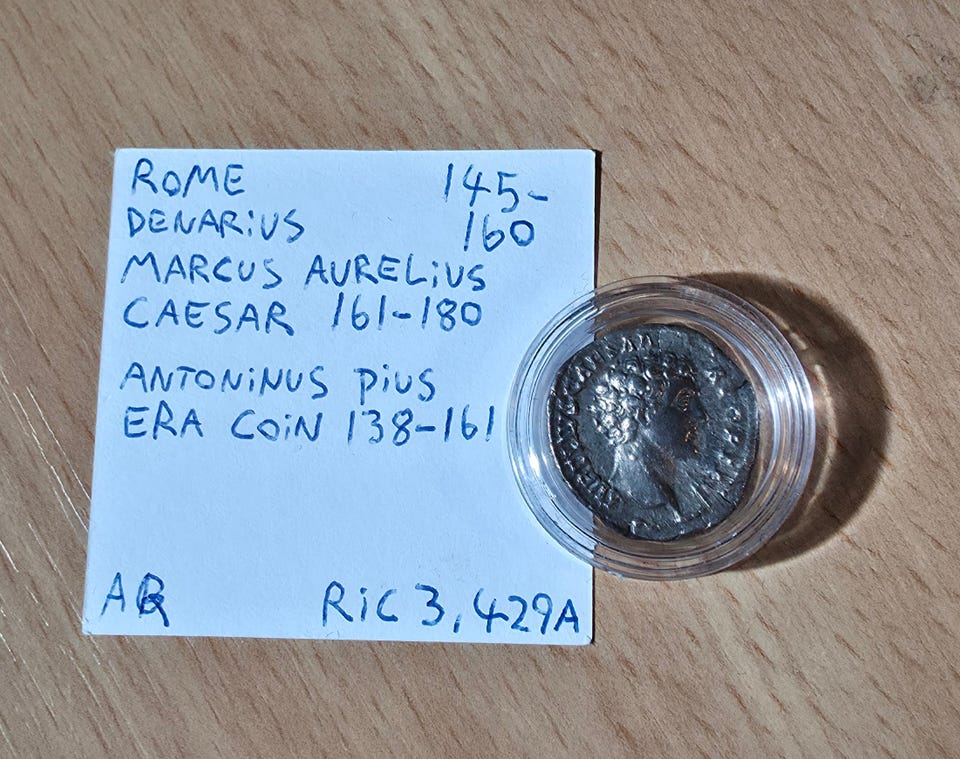 ROME 145-
DENARIUS 160
MARCUS AURELIUS
CAESAR 161-180
ANTONINUS PIUS
ERA COIN 138-161
AR RIC 3, 429A